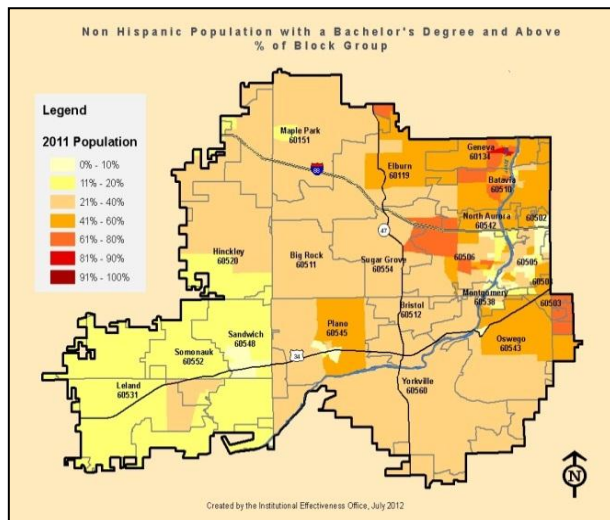 Non Hispanic Population with a Bachelor's Degree and Above
% of Block Group
Legend
2011 Population
0% - 10%
11% - 20%
21% - 40%
41% - 60%
61% - 80%
81% - 90%
91% - 100%
Maple Park
60151
Geneva
60134
Elburn
60119
Batavia
60510
88
North Aurora
60542
60502
47
Hinckley
60520
Big Rock
60511
Sugar Grove
60554
60506
60505
60504
Montgomery
60538
60503
Bristol
60512
Plano
60545
Sandwich
60548
Oswego
60543
Somonauk
60552
34
Leland
60531
Yorkville
60560
N
Created by the Institutional Effectiveness Office, July 2012